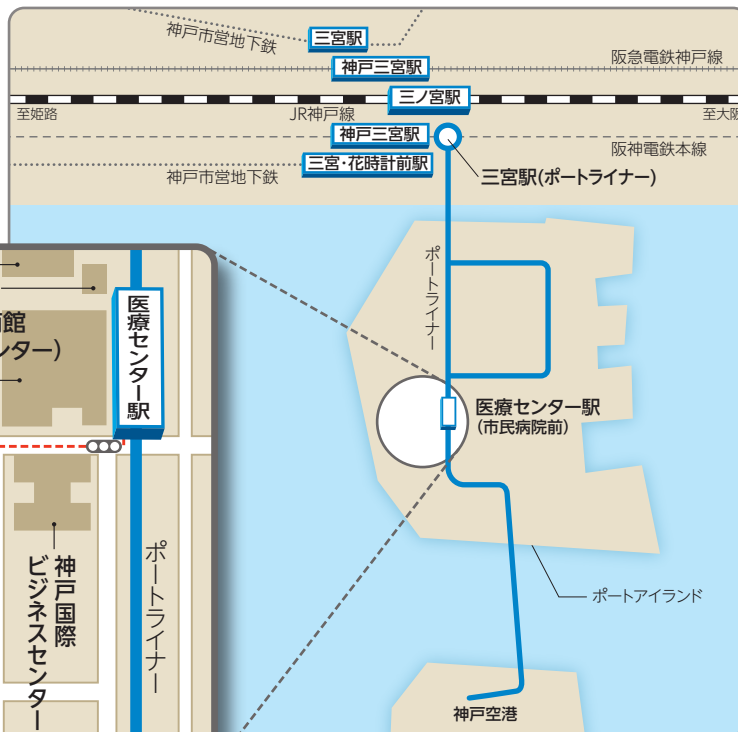 神戸市営地下鉄
三宮駅
阪急電鉄神戸線
神戸三宮駅
三ノ宮駅
至姫路
JR神戸線
至大阪
神戸三宮駅
阪神電鉄本線
三宮・花時計前駅
神戸市営地下鉄
三宮駅(ポートライナー)
ポートライナー
医療センター駅
(市民病院前)
ポートアイランド
神戸空港
館
ンター)
医療センター駅
神戸国際
ビジネスセンター
ポートライナー